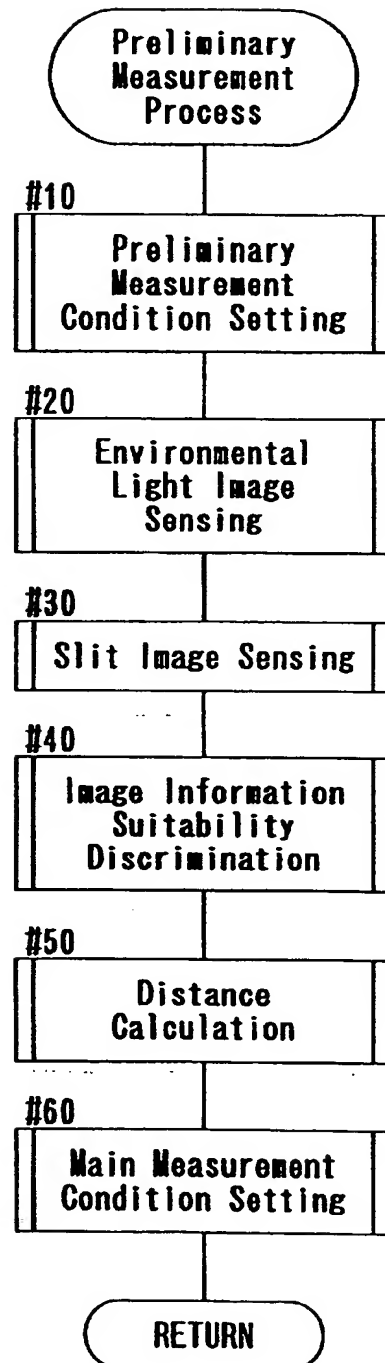 Preliminary
Measurement
Process
#10
Preliminary
Measurement
Condition Setting
#20
Environmental
Light Image
Sensing
#30
Slit Image Sensing
#40
Image Information
Suitability
Discrimination
#50
Distance
Calculation
#60
Main Measurement
Condition Setting
RETURN